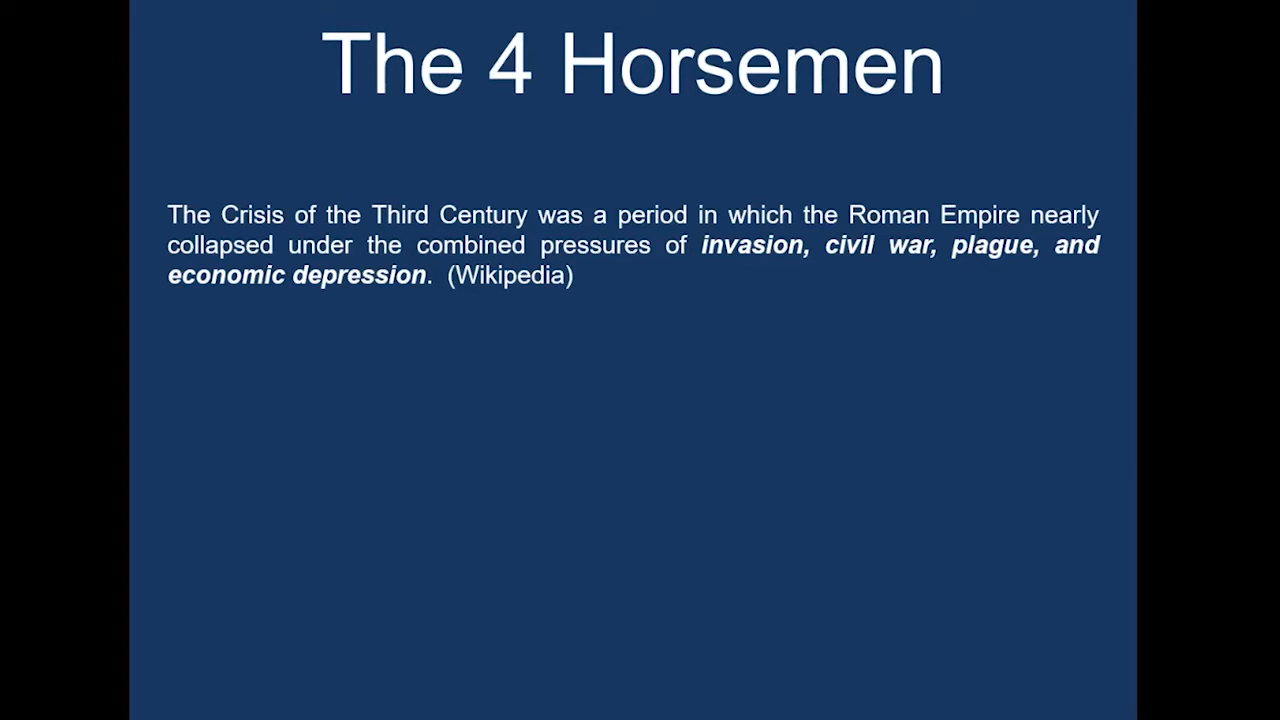 The 4 Horsemen
The Crisis of the Third Century was a period in which the Roman Empire nearly
collapsed under the combined pressures of invasion, civil war, plague, and
economic depression. (Wikipedia)